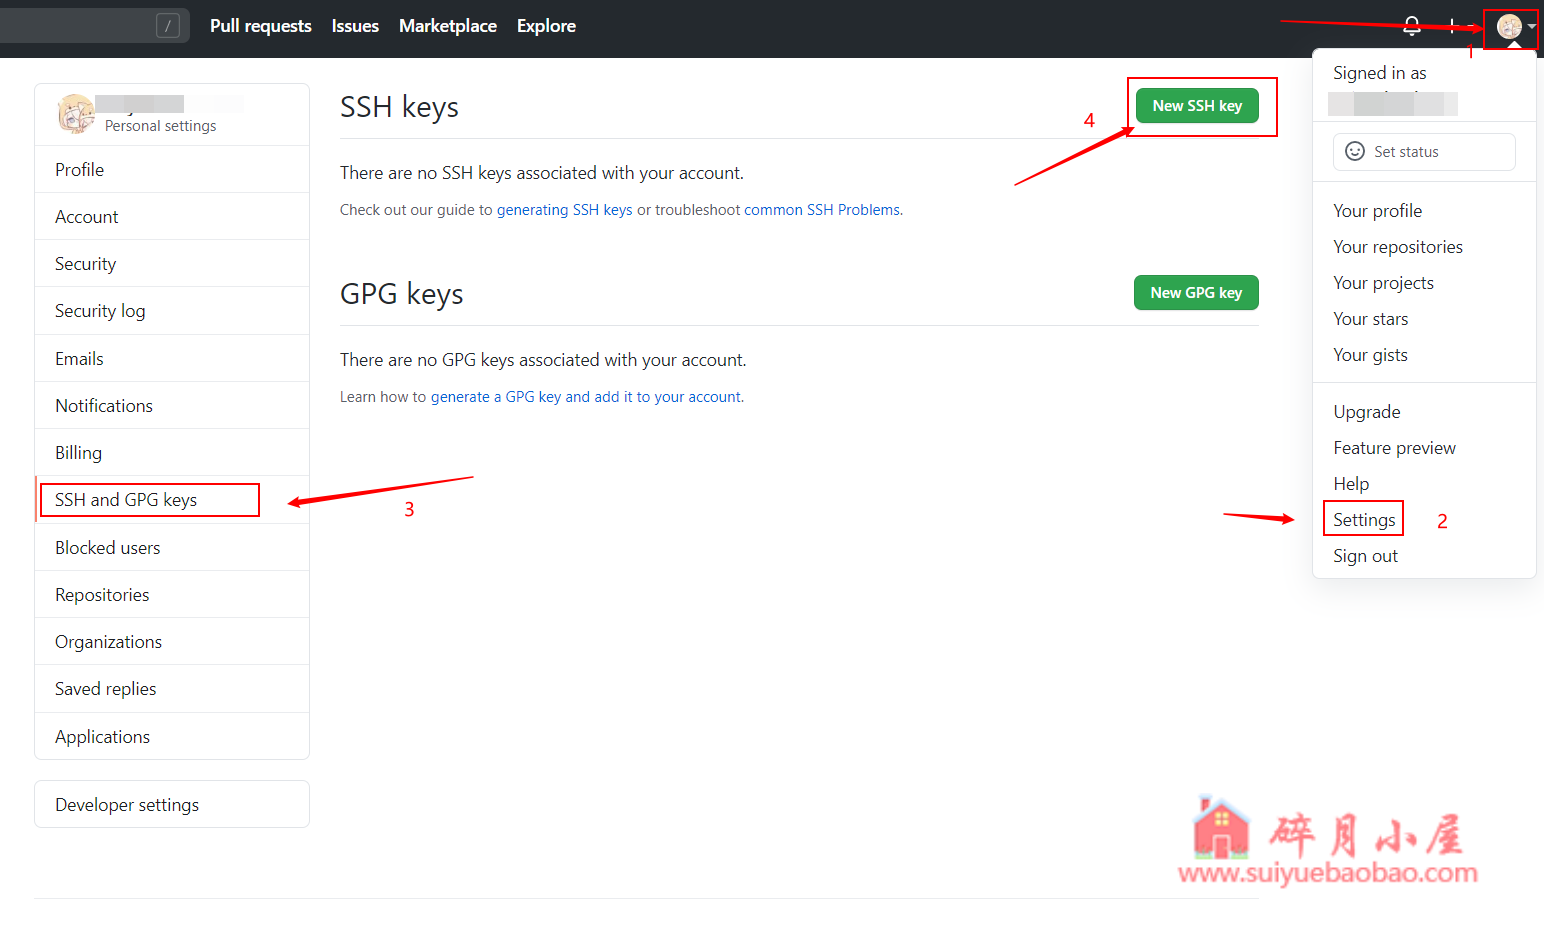 /
Pull requests
Issues
Marketplace
Explore
1
Signed in as
Set status
Your profile
Your repositories
Your projects
Your stars
Your gists
Upgrade
Feature preview
Help
Settings
2
Sign out
Personal settings
Profile
Account
Security
Security log
Emails
Notifications
Billing
SSH and GPG keys
3
Blocked users
Repositories
Organizations
Saved replies
Applications
Developer settings
SSH keys
4
New SSH key
There are no SSH keys associated with your account.
Check out our guide to generating SSH keys or troubleshoot common SSH Problems.
GPG keys
New GPG key
There are no GPG keys associated with your account.
Learn how to generate a GPG key and add it to your account.
碎月小屋
www.suiyuebaobao.com